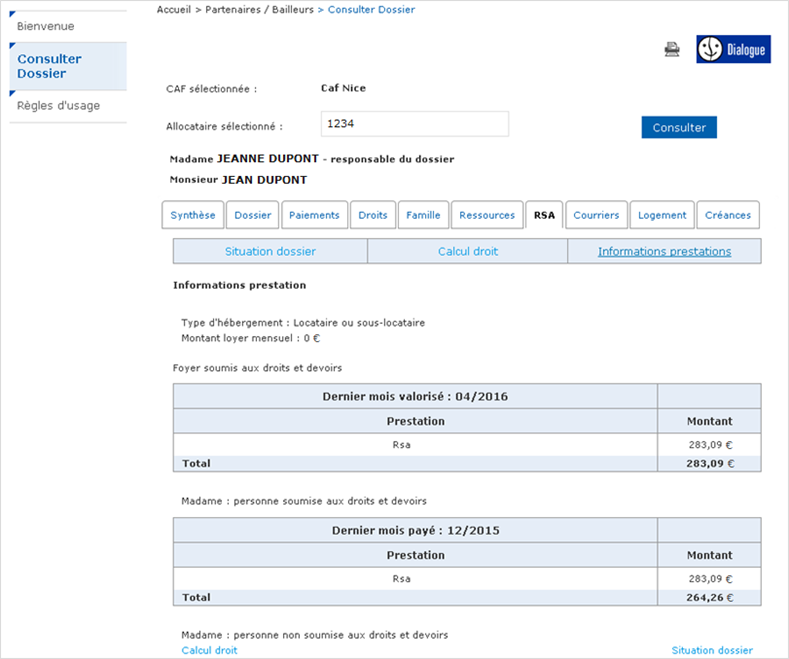 Accueil > Partenaires / Bailleurs > Consulter Dossier
Bienvenue
Consulter
Dossier
Règles d'usage
Dialogue
CAF sélectionnée : Caf Nice
Allocataire sélectionné : 1234 Consulter
Madame JEANNE DUPONT - responsable du dossier
Monsieur JEAN DUPONT
Synthèse Dossier Paiements Droits Famille Ressources RSA Courriers Logement Créances
Situation dossier Calcul droit Informations prestations
Informations prestation
Type d'hébergement : Locataire ou sous-locataire
Montant loyer mensuel : 0 €
Foyer soumis aux droits et devoirs
Dernier mois valorisé : 04/2016
Prestation Montant
Rsa 283,09 €
Total 283,09 €
Madame : personne soumise aux droits et devoirs
Dernier mois payé : 12/2015
Prestation Montant
Rsa 283,09 €
Total 264,26 €
Madame : personne non soumise aux droits et devoirs
Calcul droit Situation dossier